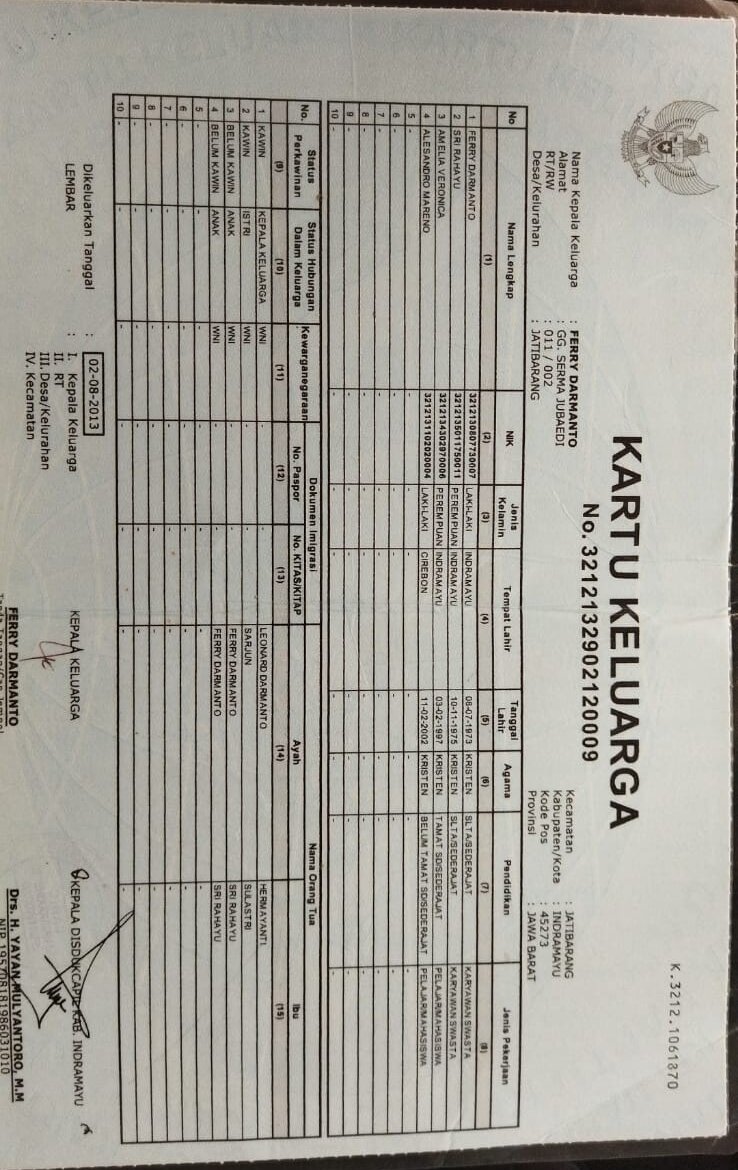 K.3212.1061870
KARTU KELUARGA
No. 3212132902120009
Nama Kepala Keluarga : FERRY DARMANTO
Alamat : GG. SERMA JUBAEDI
RT/RW : 011 / 002
Desa/Kelurahan : JATIBARANG
Kecamatan : JATIBARANG
Kabupaten/Kota : INDRAMAYU
Kode Pos : 45273
Provinsi : JAWA BARAT
No Nama Lengkap NIK Jenis Kelamin Tempat Lahir Tanggal Lahir Agama Pendidikan Jenis Pekerjaan
(1) (2) (3) (4) (5) (6) (7) (8)
1 FERRY DARMANTO 3212130807730007 LAKI-LAKI INDRAMAYU 08-07-1973 KRISTEN SLTA/SEDERAJAT KARYAWAN SWASTA
2 SRI RAHAYU 3212135011750011 PEREMPUAN INDRAMAYU 10-11-1975 KRISTEN SLTA/SEDERAJAT KARYAWAN SWASTA
3 AMELIA VERONICA 3212134302970006 PEREMPUAN INDRAMAYU 03-02-1997 KRISTEN TAMAT SD/SEDERAJAT PELAJAR/MAHASISWA
4 ALESANDRO MARENO 3212131102020004 LAKI-LAKI CIREBON 11-02-2002 KRISTEN BELUM TAMAT SD/SEDERAJAT PELAJAR/MAHASISWA
5 - - - - - - - -
6 - - - - - - - -
7 - - - - - - - -
8 - - - - - - - -
9 - - - - - - - -
10 - - - - - - - -
No. Status Perkawinan Status Hubungan Dalam Keluarga Kewarganegaraan Dokumen Imigrasi Nama Orang Tua
No. Paspor No. KITAS/KITAP Ayah Ibu
(9) (10) (11) (12) (13) (14) (15)
1 KAWIN KEPALA KELUARGA WNI - - LEONARD DARMANTO HERMAYANTI
2 KAWIN ISTRI WNI - - SARJUN SULASTRI
3 BELUM KAWIN ANAK WNI - - FERRY DARMANTO SRI RAHAYU
4 BELUM KAWIN ANAK WNI - - FERRY DARMANTO SRI RAHAYU
5 - - - - - - -
6 - - - - - - -
7 - - - - - - -
8 - - - - - - -
9 - - - - - - -
10 - - - - - - -
Dikeluarkan Tanggal : 02-08-2013
LEMBAR : I. Kepala Keluarga
II. RT
III. Desa/Kelurahan
IV. Kecamatan
KEPALA KELUARGA
FERRY DARMANTO
Tanda Tangan/Cap Jempol
KEPALA DISDUKCAPIL KAB. INDRAMAYU
Drs. H. YAYAN MULYANTORO, M.M
NIP 195708181986031010